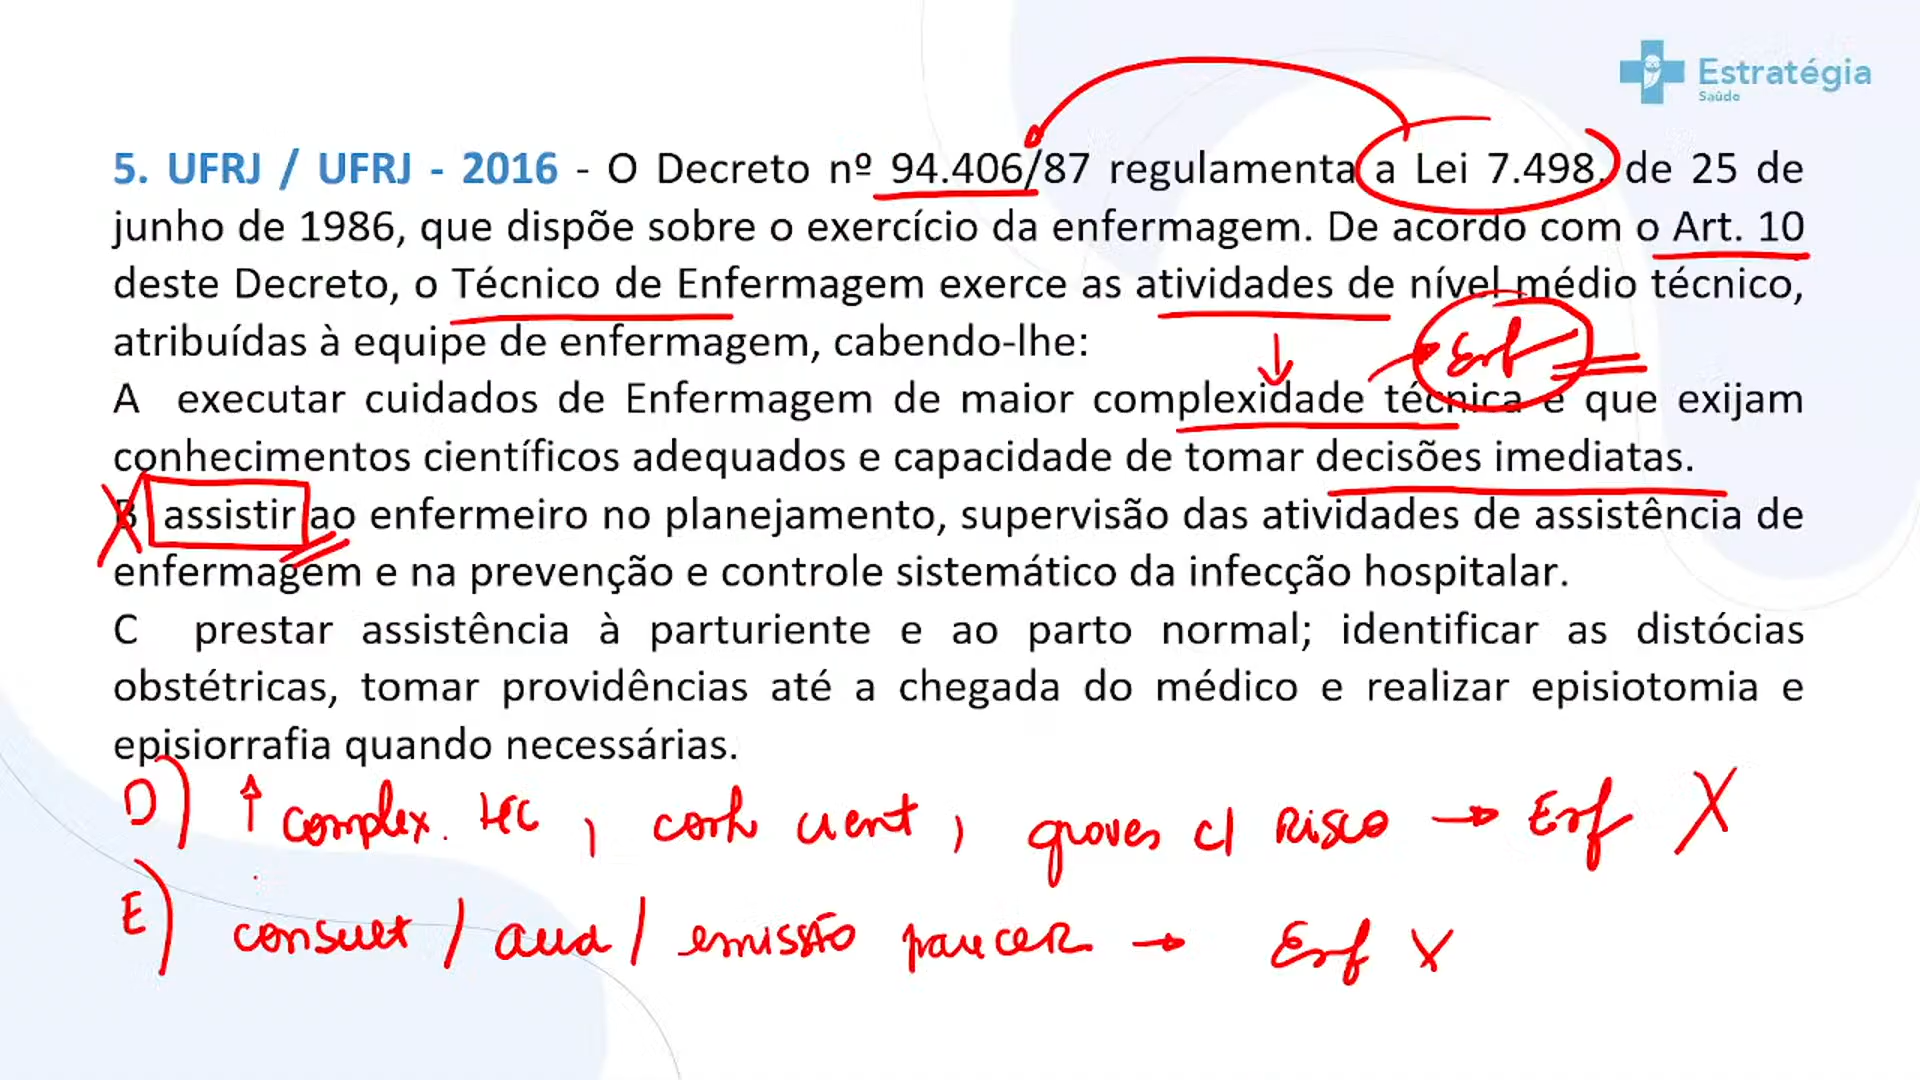 Estratégia
Saúde
5. UFRJ / UFRJ - 2016 - O Decreto nº 94.406/87 regulamenta a Lei 7.498, de 25 de
junho de 1986, que dispõe sobre o exercício da enfermagem. De acordo com o Art. 10
deste Decreto, o Técnico de Enfermagem exerce as atividades de nível médio técnico,
atribuídas à equipe de enfermagem, cabendo-lhe:
Enf
A executar cuidados de Enfermagem de maior complexidade técnica e que exijam
conhecimentos científicos adequados e capacidade de tomar decisões imediatas.
B assistir ao enfermeiro no planejamento, supervisão das atividades de assistência de
enfermagem e na prevenção e controle sistemático da infecção hospitalar.
C prestar assistência à parturiente e ao parto normal; identificar as distócias
obstétricas, tomar providências até a chegada do médico e realizar episiotomia e
episiorrafia quando necessárias.
D) ↑ complex. tec, conh cient, graves c/ Risco → Enf X
E) consult / aud / emissão parecer → Enf X